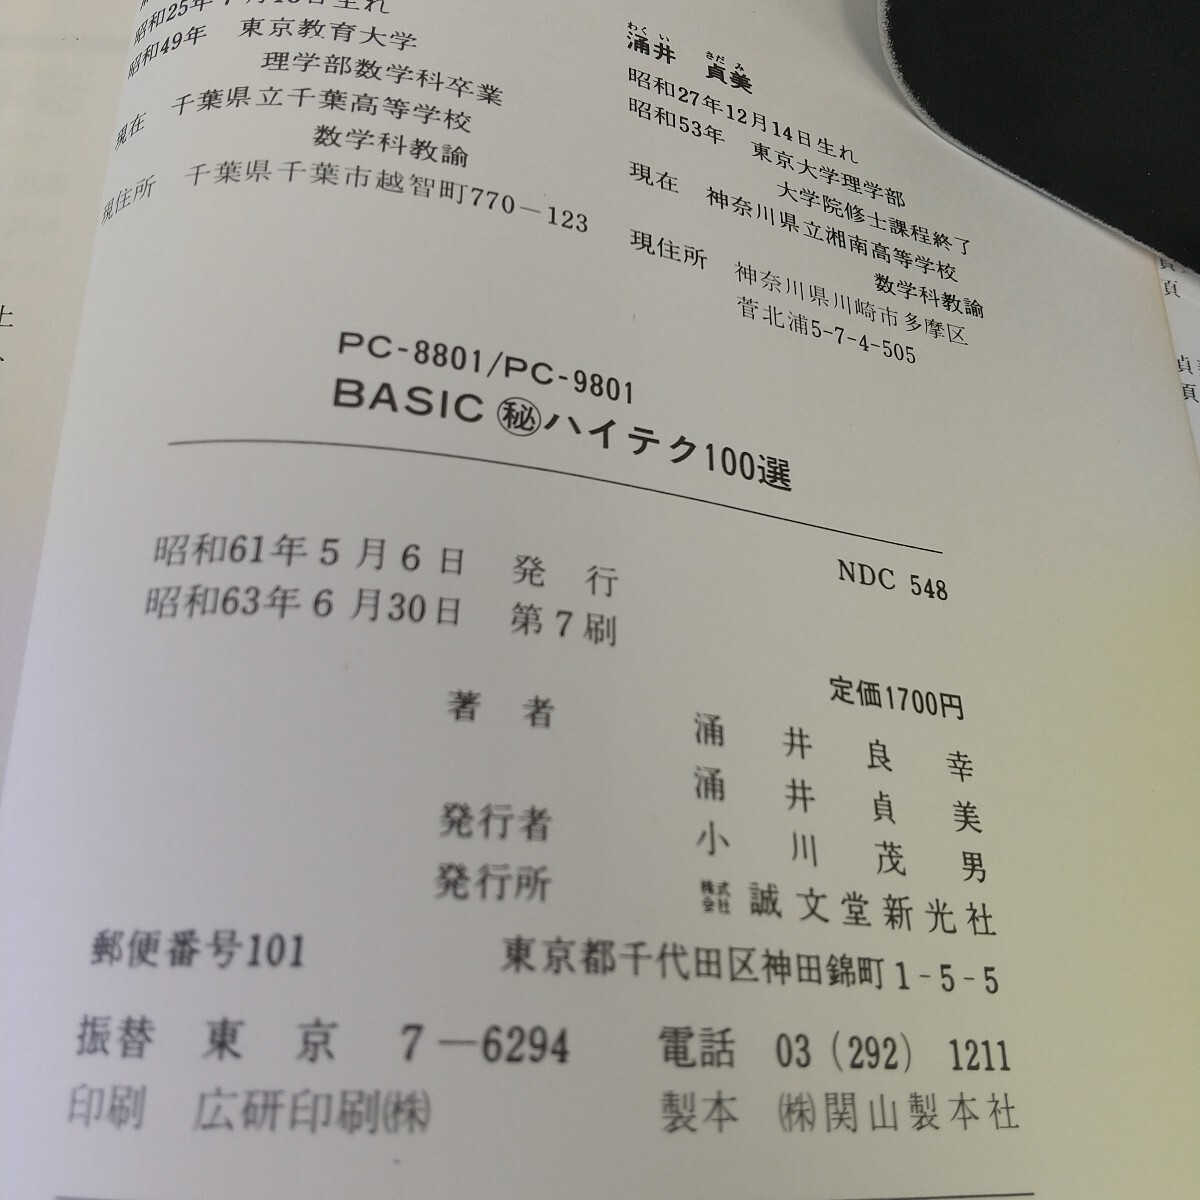 昭和25年7月 日生れ
昭和49年 東京教育大学
理学部数学科卒業
現在 千葉県立千葉高等学校
数学科教諭
現住所 千葉県千葉市越智町770-123
わくい さだみ
涌井 貞美
昭和27年12月14日生れ
昭和53年 東京大学理学部
大学院修士課程終了
現在 神奈川県立湘南高等学校
数学科教諭
現住所 神奈川県川崎市多摩区
菅北浦5-7-4-505
PC-8801/PC-9801
BASIC ㊙ハイテク100選
昭和61年5月6日 発行
昭和63年6月30日 第7刷
NDC 548
定価1700円
著者 涌井良幸
涌井貞美
発行者 小川茂男
発行所 株式会社 誠文堂新光社
郵便番号101 東京都千代田区神田錦町1-5-5
振替 東京 7-6294 電話 03(292)1211
印刷 広研印刷㈱ 製本 ㈱関山製本社